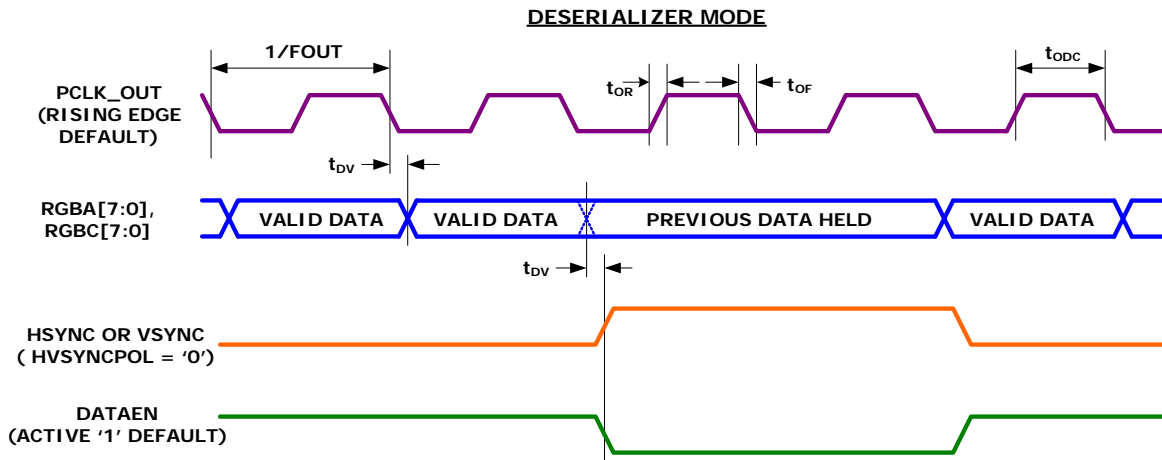 DESERIALIZER MODE
1/FOUT
tOR
tOF
tODC
PCLK_OUT
(RISING EDGE
DEFAULT)
tDV
RGBA[7:0],
RGBC[7:0]
VALID DATA
VALID DATA
PREVIOUS DATA HELD
VALID DATA
tDV
HSYNC OR VSYNC
( HVSYNCPOL = ‘0’)
DATAEN
(ACTIVE ‘1’ DEFAULT)